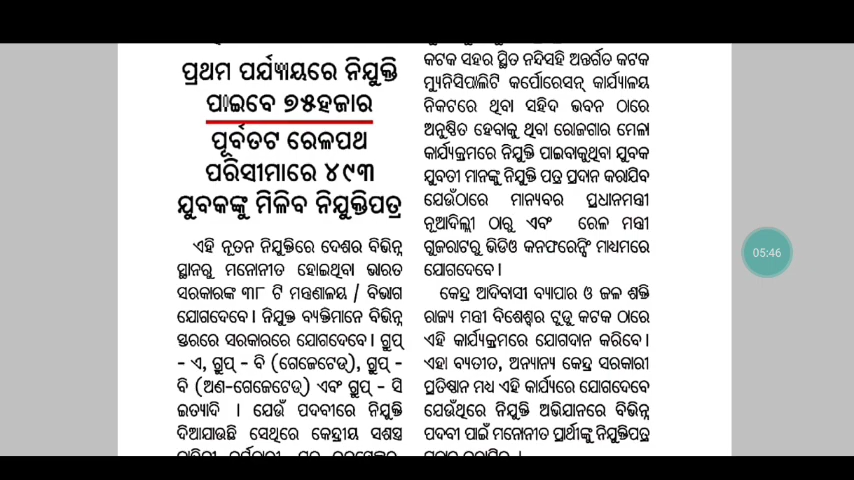 ପ୍ରଥମ ପର୍ଯ୍ୟାୟରେ ନିଯୁକ୍ତି
ପାଇବେ ୭୫ହଜାର
ପୂର୍ବତଟ ରେଳପଥ
ପରିସୀମାରେ ୪୯୩
ଯୁବକଙ୍କୁ ମିଳିବ ନିଯୁକ୍ତିପତ୍ର
ଏହି ନୂତନ ନିଯୁକ୍ତିରେ ଦେଶର ବିଭିନ୍ନ
ସ୍ଥାନରୁ ମନୋନୀତ ହୋଇଥିବା ଭାରତ
ସରକାରଙ୍କ ୩୮ ଟି ମନ୍ତ୍ରଣାଳୟ / ବିଭାଗ
ଯୋଗଦେବେ। ନିଯୁକ୍ତ ବ୍ୟକ୍ତିମାନେ ବିଭିନ୍ନ
ସ୍ତରରେ ସରକାରରେ ଯୋଗଦେବେ। ଗ୍ରୁପ୍
- ଏ, ଗ୍ରୁପ୍ - ବି (ଗେଜେଟେଡ୍), ଗ୍ରୁପ୍ -
ବି (ଅଣ-ଗେଜେଟେଡ୍) ଏବଂ ଗ୍ରୁପ୍ - ସି
ଇତ୍ୟାଦି । ଯେଉଁ ପଦବୀରେ ନିଯୁକ୍ତି
ଦିଆଯାଉଛି ସେଥିରେ କେନ୍ଦ୍ରୀୟ ସଶସ୍ତ୍ର
କଟକ ସହର ସ୍ଥିତ ନନ୍ଦିସହି ଅନ୍ତର୍ଗତ କଟକ
ମ୍ୟୁନିସିପାଲିଟି କର୍ପୋରେସନ୍ କାର୍ଯ୍ୟାଳୟ
ନିକଟରେ ଥିବା ସହିଦ ଭବନ ଠାରେ
ଅନୁଷ୍ଠିତ ହେବାକୁ ଥିବା ରୋଜଗାର ମେଳା
କାର୍ଯ୍ୟକ୍ରମରେ ନିଯୁକ୍ତି ପାଇବାକୁଥିବା ଯୁବକ
ଯୁବତୀ ମାନଙ୍କୁ ନିଯୁକ୍ତି ପତ୍ର ପ୍ରଦାନ କରାଯିବ
ଯେଉଁଠାରେ ମାନ୍ୟବର ପ୍ରଧାନମନ୍ତ୍ରୀ
ନୂଆଦିଲ୍ଲୀ ଠାରୁ ଏବଂ ରେଳ ମନ୍ତ୍ରୀ
ଗୁଜରାଟରୁ ଭିଡିଓ କନଫରେନ୍ସିଂ ମାଧ୍ୟମରେ
ଯୋଗଦେବେ।
କେନ୍ଦ୍ର ଆଦିବାସୀ ବ୍ୟାପାର ଓ ଜଳ ଶକ୍ତି
ରାଜ୍ୟ ମନ୍ତ୍ରୀ ବିଶେଶ୍ୱର ଟୁଡୁ କଟକ ଠାରେ
ଏହି କାର୍ଯ୍ୟକ୍ରମରେ ଯୋଗଦାନ କରିବେ।
ଏହା ବ୍ୟତୀତ, ଅନ୍ୟାନ୍ୟ କେନ୍ଦ୍ର ସରକାରୀ
ପ୍ରତିଷ୍ଠାନ ମଧ୍ୟ ଏହି କାର୍ଯ୍ୟରେ ଯୋଗଦେବେ
ଯେଉଁଥିରେ ନିଯୁକ୍ତି ଅଭିଯାନରେ ବିଭିନ୍ନ
ପଦବୀ ପାଇଁ ମନୋନୀତ ପ୍ରାର୍ଥୀଙ୍କୁ ନିଯୁକ୍ତିପତ୍ର
05:46